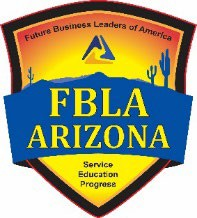 Future Business Leaders of America
FBLA
ARIZONA
Service
Education
Progress